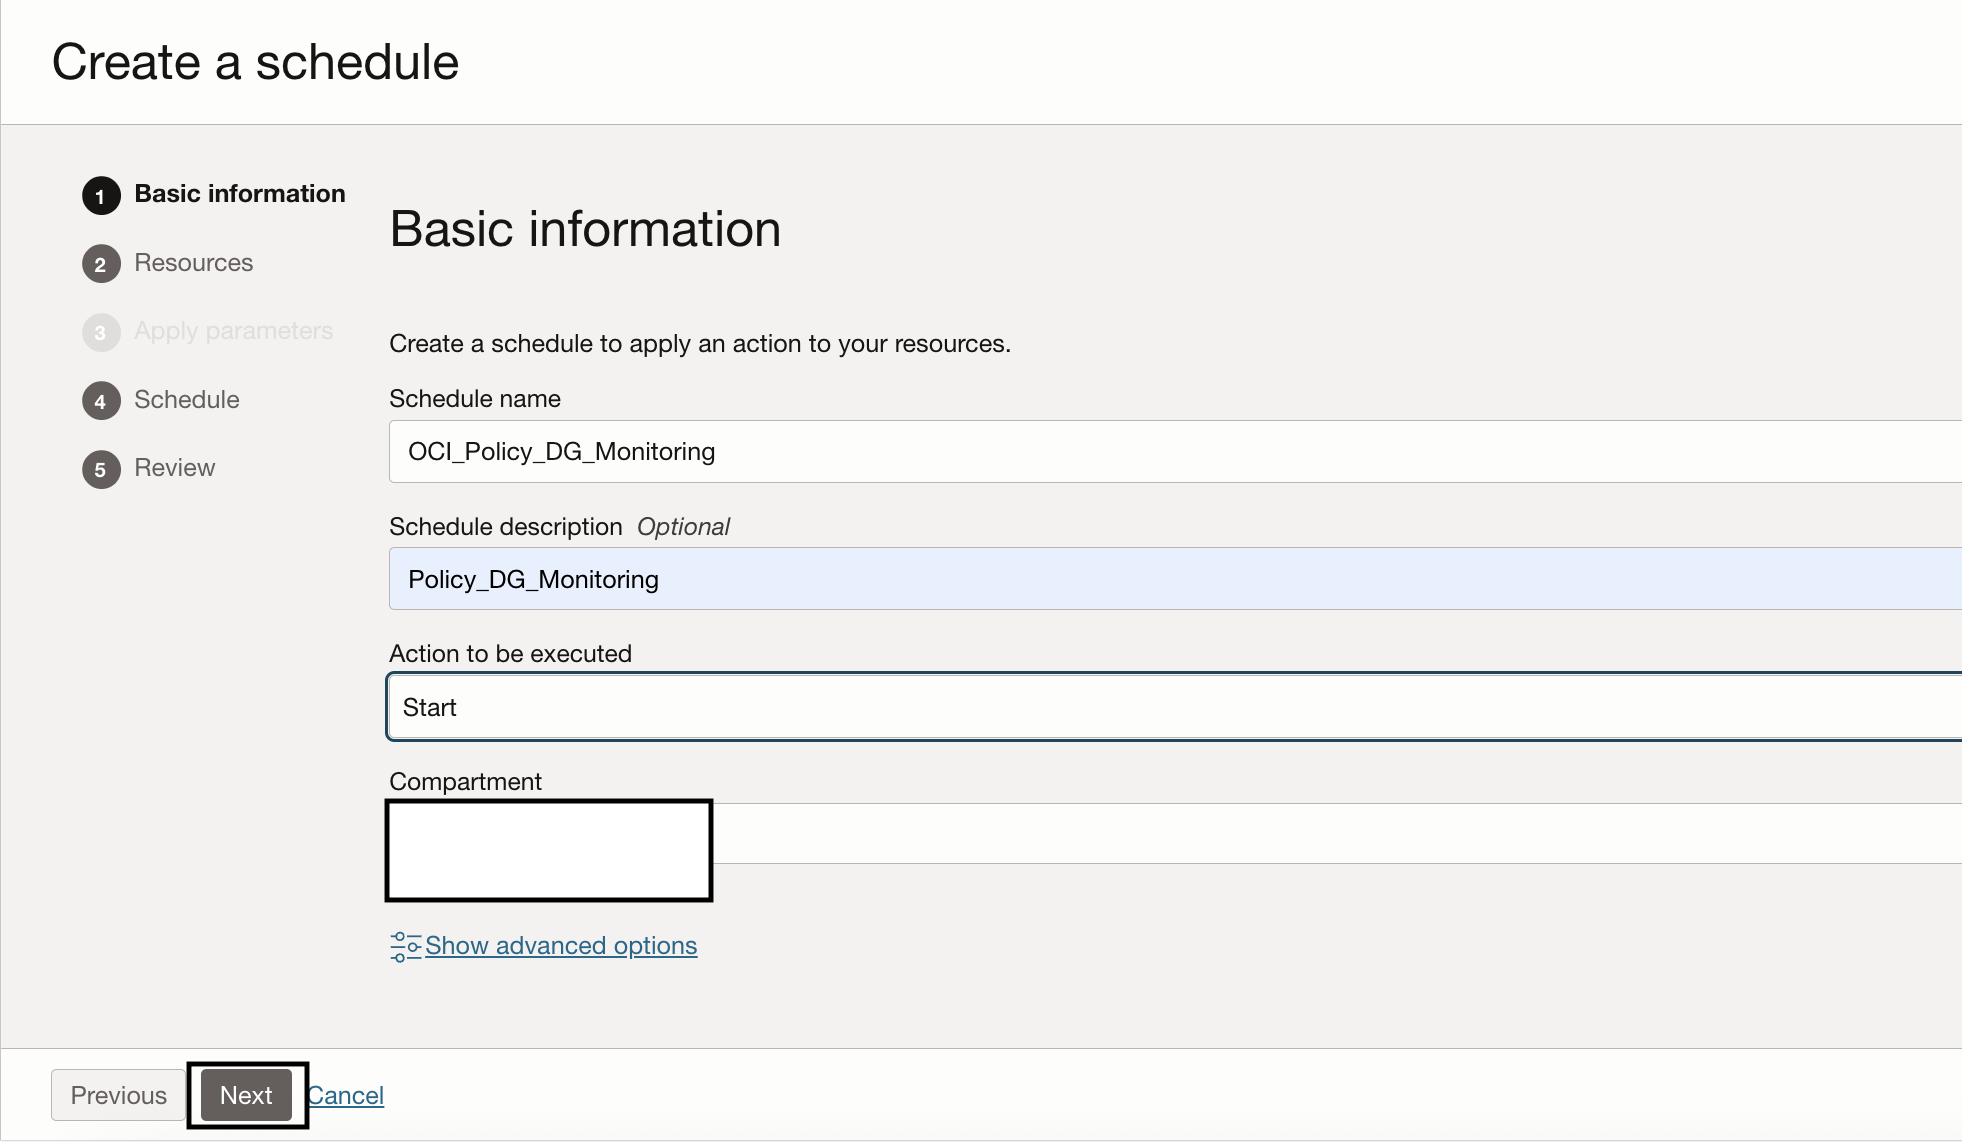 Create a schedule
1 Basic information
2 Resources
3 Apply parameters
4 Schedule
5 Review
Basic information
Create a schedule to apply an action to your resources.
Schedule name
OCI_Policy_DG_Monitoring
Schedule description Optional
Policy_DG_Monitoring
Action to be executed
Start
Compartment
Show advanced options
Previous Next Cancel